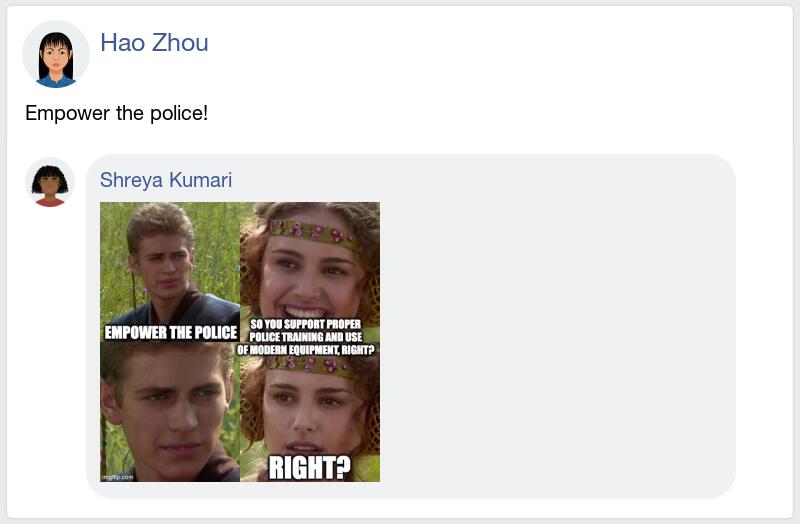 Hao Zhou
Empower the police!
Shreya Kumari
EMPOWER THE POLICE
SO YOU SUPPORT PROPER
POLICE TRAINING AND USE
OF MODERN EQUIPMENT, RIGHT?
RIGHT?
imgflip.com